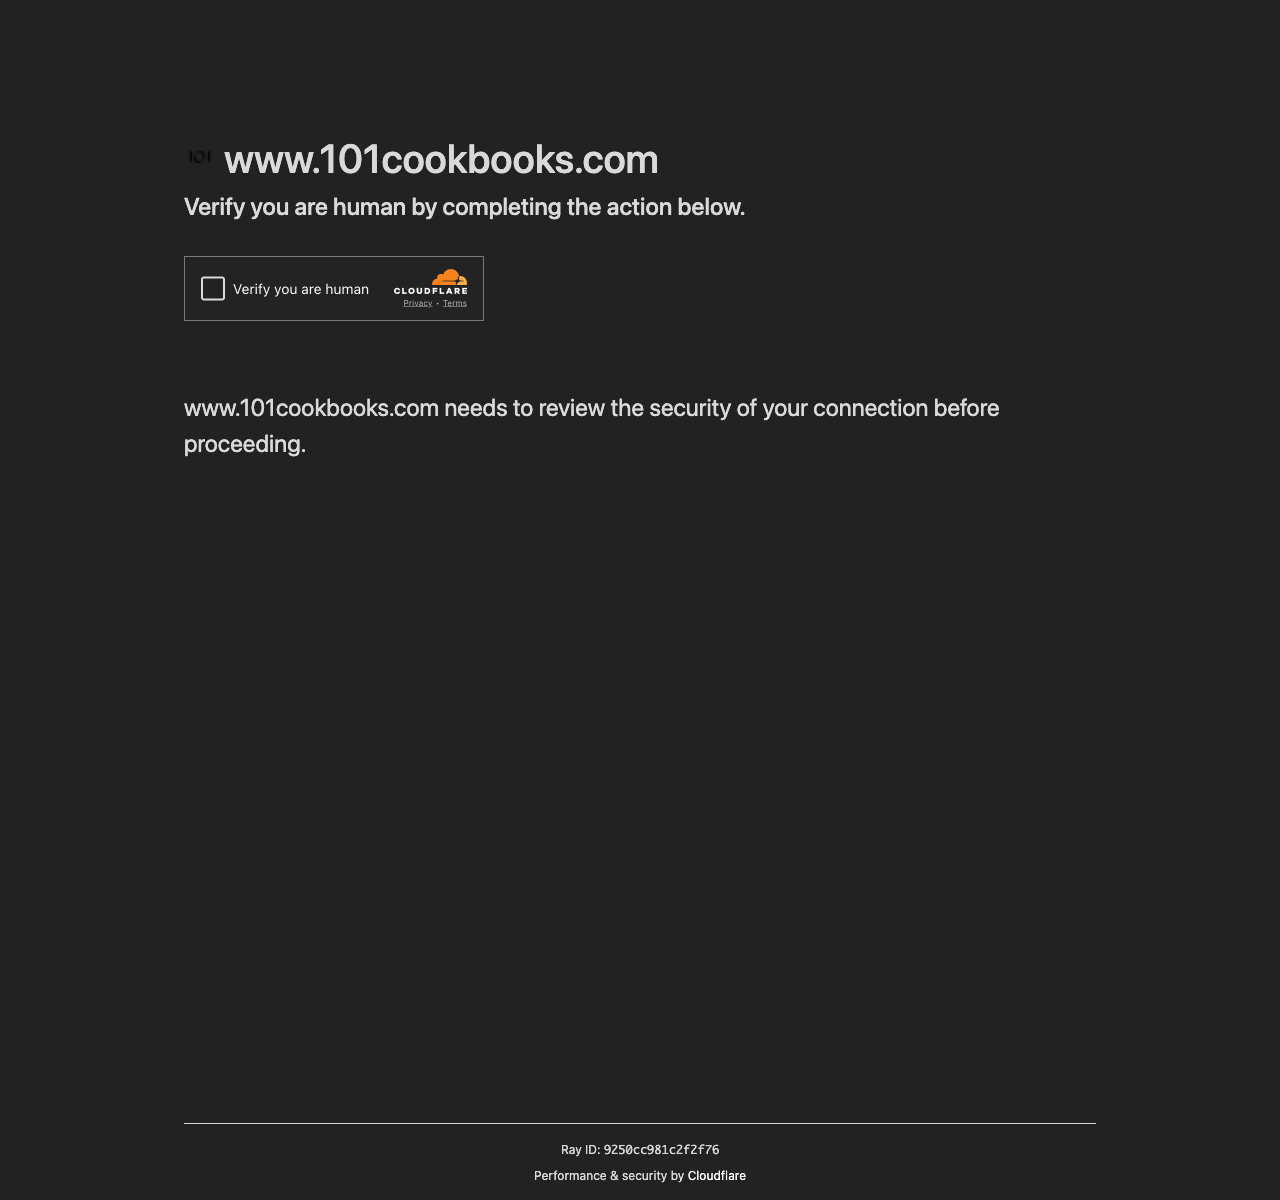 101 www.101cookbooks.com
Verify you are human by completing the action below.
Verify you are human
CLOUDFLARE
Privacy • Terms
www.101cookbooks.com needs to review the security of your connection before
proceeding.
Ray ID: 9250cc981c2f2f76
Performance & security by Cloudflare